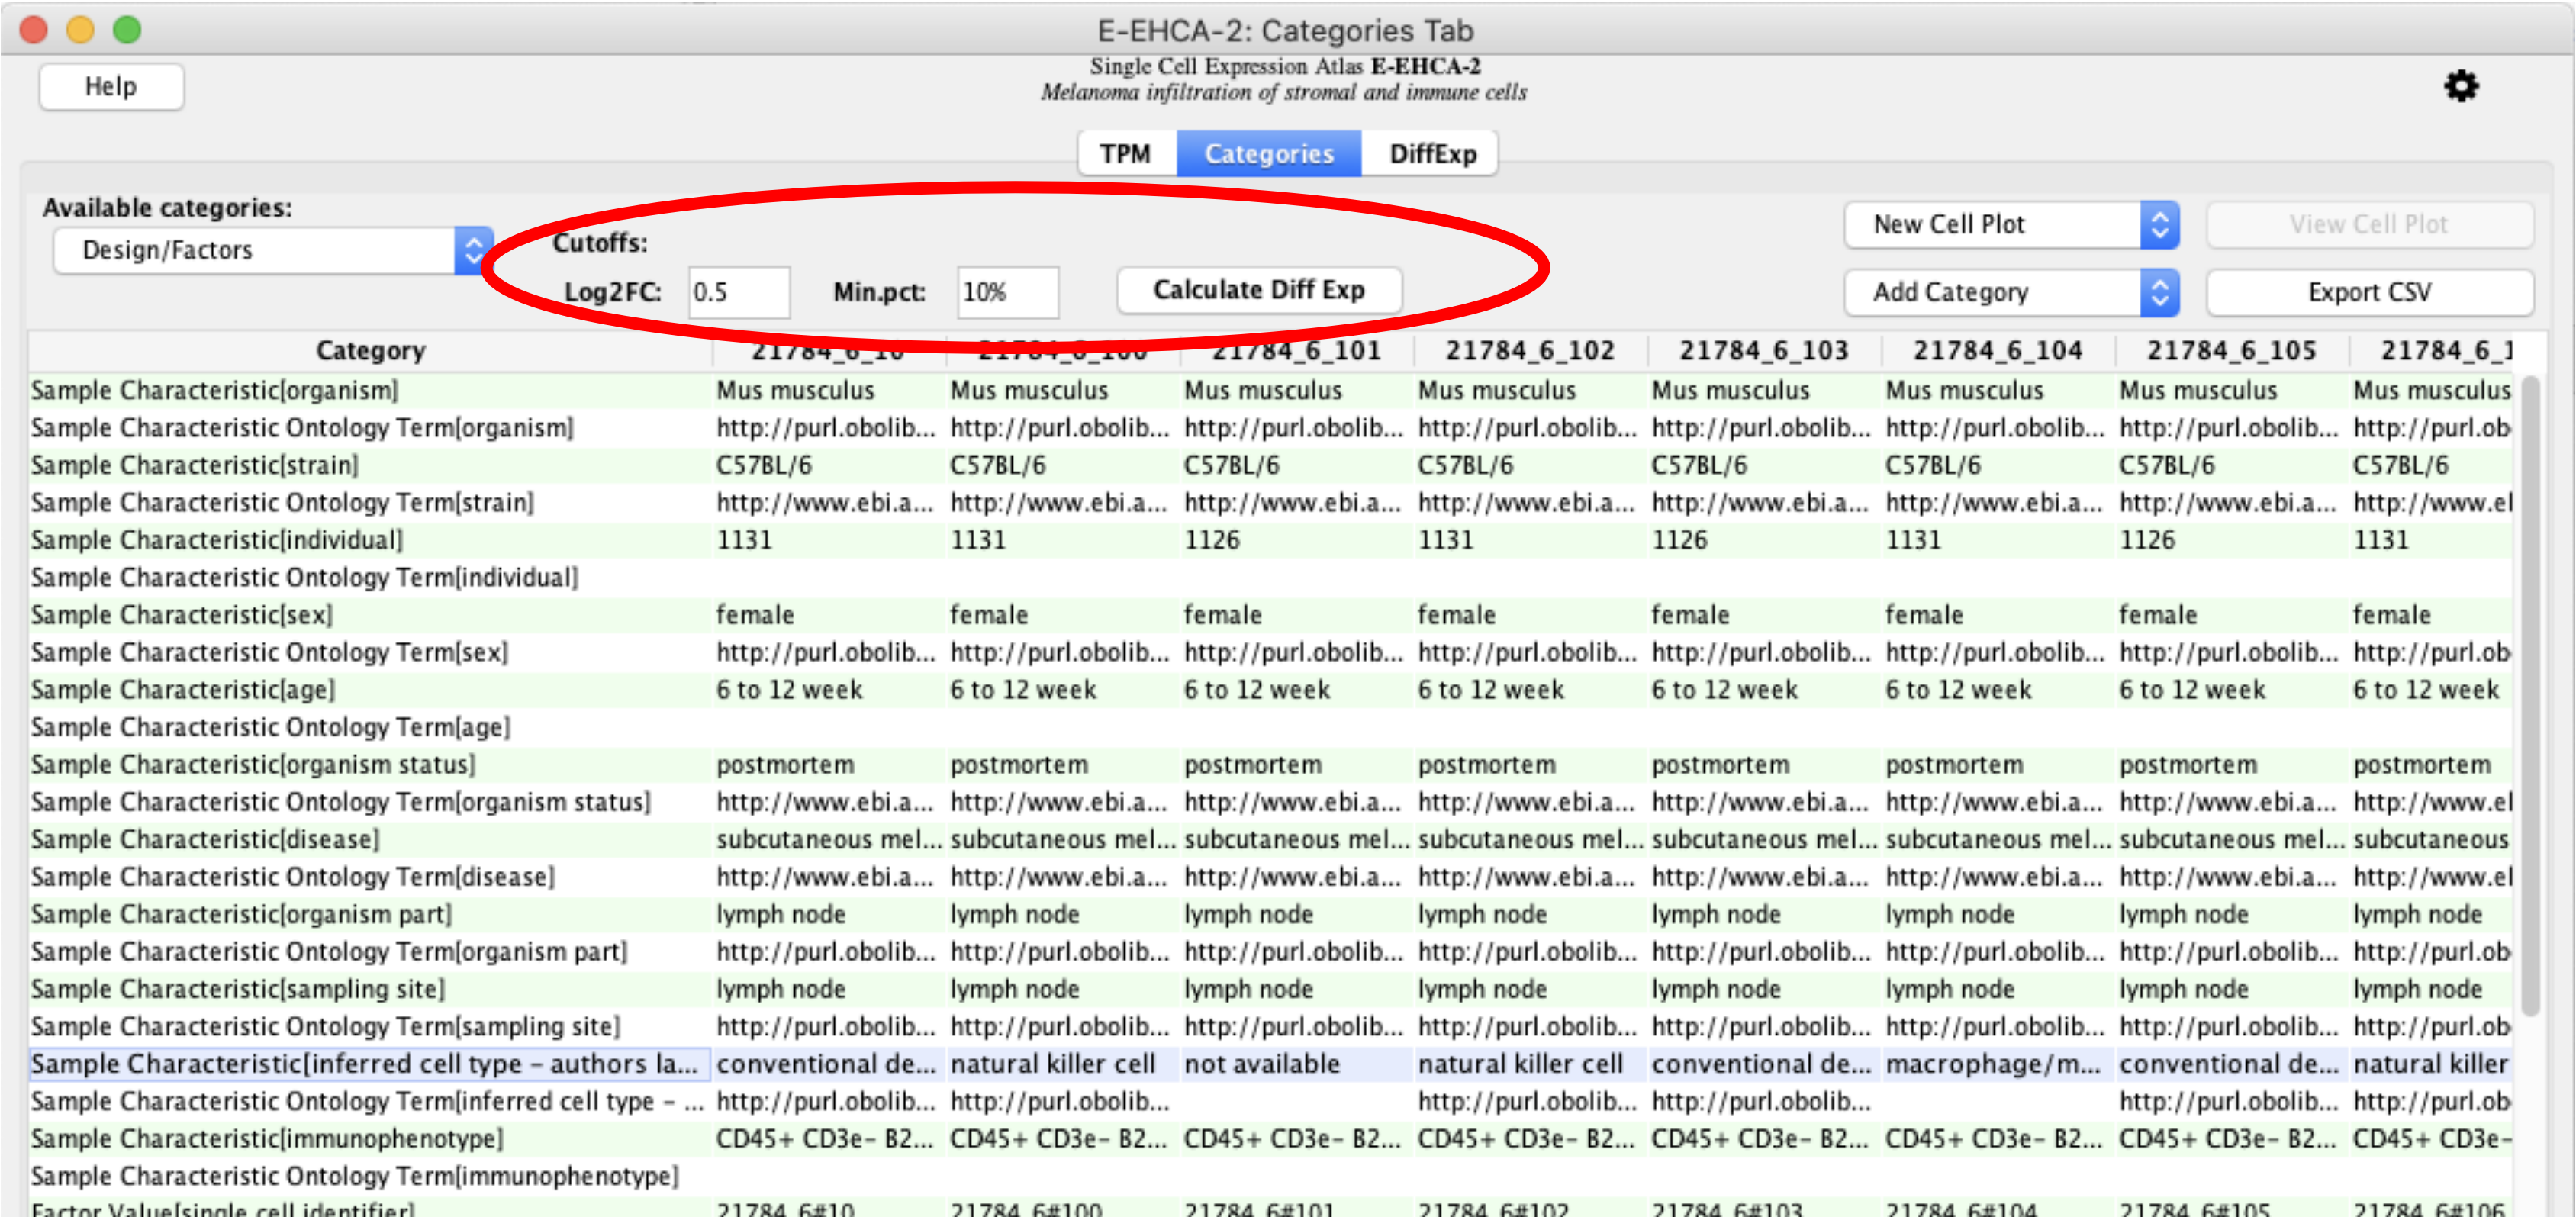 E-EHCA-2: Categories Tab
Help
Single Cell Expression Atlas E-EHCA-2
Melanoma infiltration of stromal and immune cells
TPM Categories DiffExp
Available categories:
Design/Factors
Cutoffs:
Log2FC: 0.5 Min.pct: 10% Calculate Diff Exp
New Cell Plot View Cell Plot
Add Category Export CSV
Category 21784_6_10 21784_6_100 21784_6_101 21784_6_102 21784_6_103 21784_6_104 21784_6_105 21784_6_1
Sample Characteristic[organism] Mus musculus Mus musculus Mus musculus Mus musculus Mus musculus Mus musculus Mus musculus Mus musculus
Sample Characteristic Ontology Term[organism] http://purl.obolib... http://purl.obolib... http://purl.obolib... http://purl.obolib... http://purl.obolib... http://purl.obolib... http://purl.obolib... http://purl.ob
Sample Characteristic[strain] C57BL/6 C57BL/6 C57BL/6 C57BL/6 C57BL/6 C57BL/6 C57BL/6 C57BL/6
Sample Characteristic Ontology Term[strain] http://www.ebi.a... http://www.ebi.a... http://www.ebi.a... http://www.ebi.a... http://www.ebi.a... http://www.ebi.a... http://www.ebi.a... http://www.el
Sample Characteristic[individual] 1131 1131 1126 1131 1126 1131 1126 1131
Sample Characteristic Ontology Term[individual]
Sample Characteristic[sex] female female female female female female female female
Sample Characteristic Ontology Term[sex] http://purl.obolib... http://purl.obolib... http://purl.obolib... http://purl.obolib... http://purl.obolib... http://purl.obolib... http://purl.obolib... http://purl.ob
Sample Characteristic[age] 6 to 12 week 6 to 12 week 6 to 12 week 6 to 12 week 6 to 12 week 6 to 12 week 6 to 12 week 6 to 12 week
Sample Characteristic Ontology Term[age]
Sample Characteristic[organism status] postmortem postmortem postmortem postmortem postmortem postmortem postmortem postmortem
Sample Characteristic Ontology Term[organism status] http://www.ebi.a... http://www.ebi.a... http://www.ebi.a... http://www.ebi.a... http://www.ebi.a... http://www.ebi.a... http://www.ebi.a... http://www.el
Sample Characteristic[disease] subcutaneous mel... subcutaneous mel... subcutaneous mel... subcutaneous mel... subcutaneous mel... subcutaneous mel... subcutaneous mel... subcutaneous
Sample Characteristic Ontology Term[disease] http://www.ebi.a... http://www.ebi.a... http://www.ebi.a... http://www.ebi.a... http://www.ebi.a... http://www.ebi.a... http://www.ebi.a... http://www.el
Sample Characteristic[organism part] lymph node lymph node lymph node lymph node lymph node lymph node lymph node lymph node
Sample Characteristic Ontology Term[organism part] http://purl.obolib... http://purl.obolib... http://purl.obolib... http://purl.obolib... http://purl.obolib... http://purl.obolib... http://purl.obolib... http://purl.ob
Sample Characteristic[sampling site] lymph node lymph node lymph node lymph node lymph node lymph node lymph node lymph node
Sample Characteristic Ontology Term[sampling site] http://purl.obolib... http://purl.obolib... http://purl.obolib... http://purl.obolib... http://purl.obolib... http://purl.obolib... http://purl.obolib... http://purl.ob
Sample Characteristic[inferred cell type – authors la... conventional de... natural killer cell not available natural killer cell conventional de... macrophage/m... conventional de... natural killer
Sample Characteristic Ontology Term[inferred cell type – ... http://purl.obolib... http://purl.obolib... http://purl.obolib... http://purl.obolib... http://purl.obolib... http://purl.ob
Sample Characteristic[immunophenotype] CD45+ CD3e- B2... CD45+ CD3e- B2... CD45+ CD3e- B2... CD45+ CD3e- B2... CD45+ CD3e- B2... CD45+ CD3e- B2... CD45+ CD3e- B2... CD45+ CD3e-
Sample Characteristic Ontology Term[immunophenotype]
Factor Value[single cell identifier] 21784_6#10 21784_6#100 21784_6#101 21784_6#102 21784_6#103 21784_6#104 21784_6#105 21784_6#106